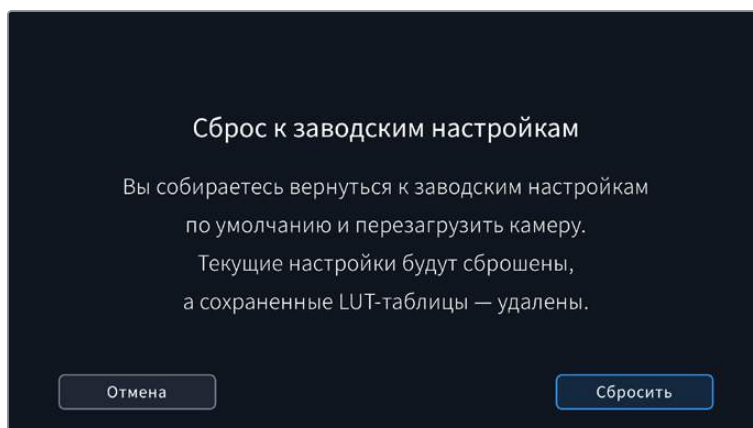 Сброс к заводским настройкам
Вы собираетесь вернуться к заводским настройкам
по умолчанию и перезагрузить камеру.
Текущие настройки будут сброшены,
а сохраненные LUT-таблицы — удалены.
Отмена
Сбросить